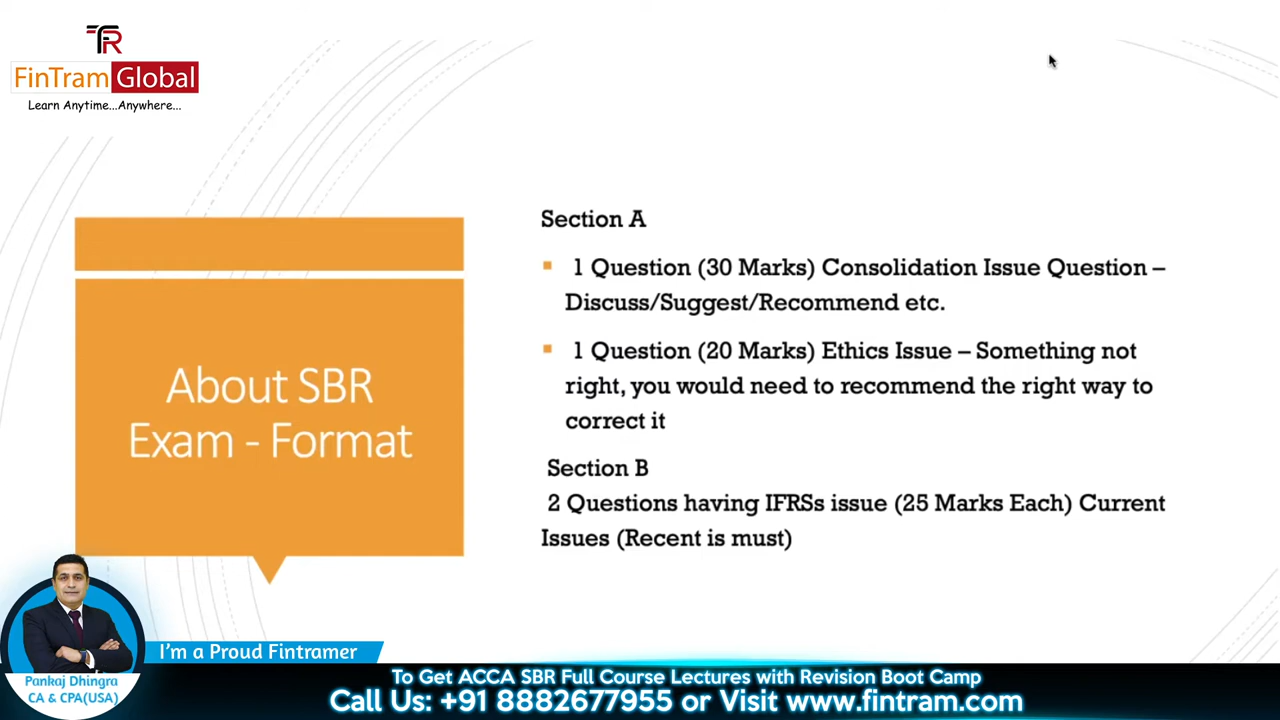 FR
FinTram Global
Learn Anytime...Anywhere...
About SBR
Exam - Format
Section A
1 Question (30 Marks) Consolidation Issue Question –
Discuss/Suggest/Recommend etc.
1 Question (20 Marks) Ethics Issue – Something not
right, you would need to recommend the right way to
correct it
Section B
2 Questions having IFRSs issue (25 Marks Each) Current
Issues (Recent is must)
I'm a Proud Fintramer
Pankaj Dhingra
CA & CPA(USA)
To Get ACCA SBR Full Course Lectures with Revision Boot Camp
Call Us: +91 8882677955 or Visit www.fintram.com